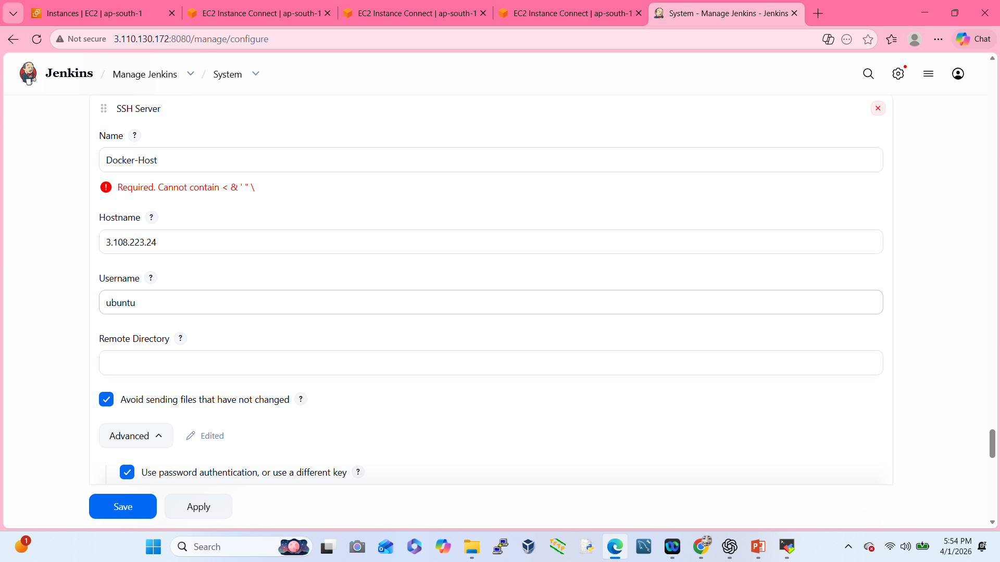 Instances | EC2 | ap-south-1
EC2 Instance Connect | ap-south-1
EC2 Instance Connect | ap-south-1
EC2 Instance Connect | ap-south-1
System - Manage Jenkins - Jenkins
Not secure
3.110.130.172:8080/manage/configure
Chat
Jenkins
/
Manage Jenkins
/
System
SSH Server
Name
?
Docker-Host
! Required. Cannot contain < & ' " \
Hostname
?
3.108.223.24
Username
?
ubuntu
Remote Directory
?
Avoid sending files that have not changed
?
Advanced
Edited
Use password authentication, or use a different key
?
Save
Apply
1
Search
TFTP
5:54 PM
4/1/2026